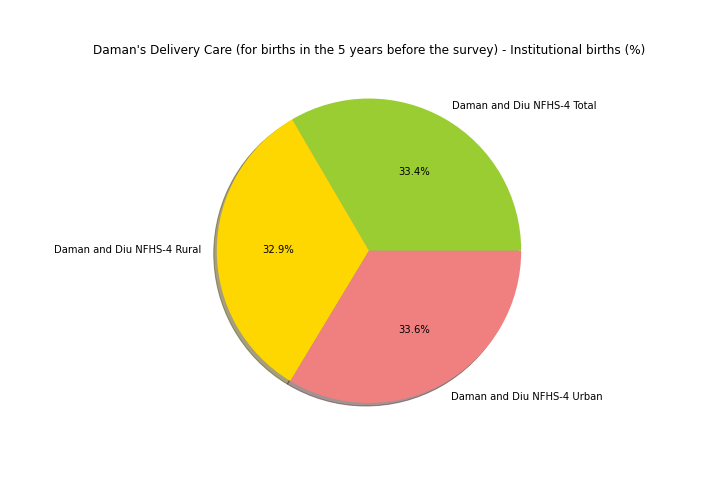 Daman's Delivery Care (for births in the 5 years before the survey) - Institutional births (%)
Daman and Diu NFHS-4 Total
33.4%
Daman and Diu NFHS-4 Rural
32.9%
33.6%
Daman and Diu NFHS-4 Urban